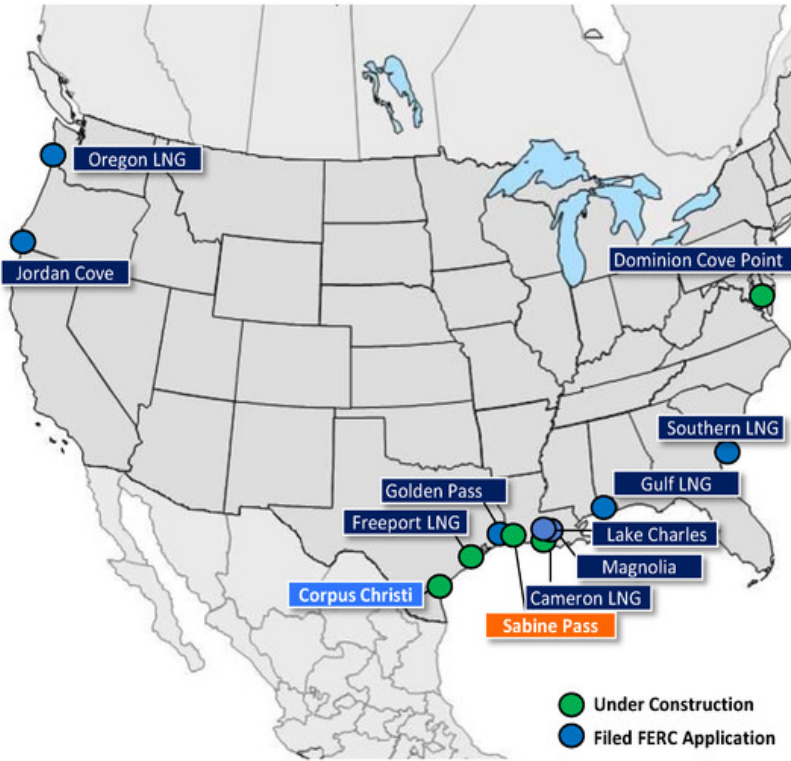 Oregon LNG
Jordan Cove
Dominion Cove Point
Southern LNG
Golden Pass
Gulf LNG
Freeport LNG
Lake Charles
Magnolia
Corpus Christi
Cameron LNG
Sabine Pass
Under Construction
Filed FERC Application